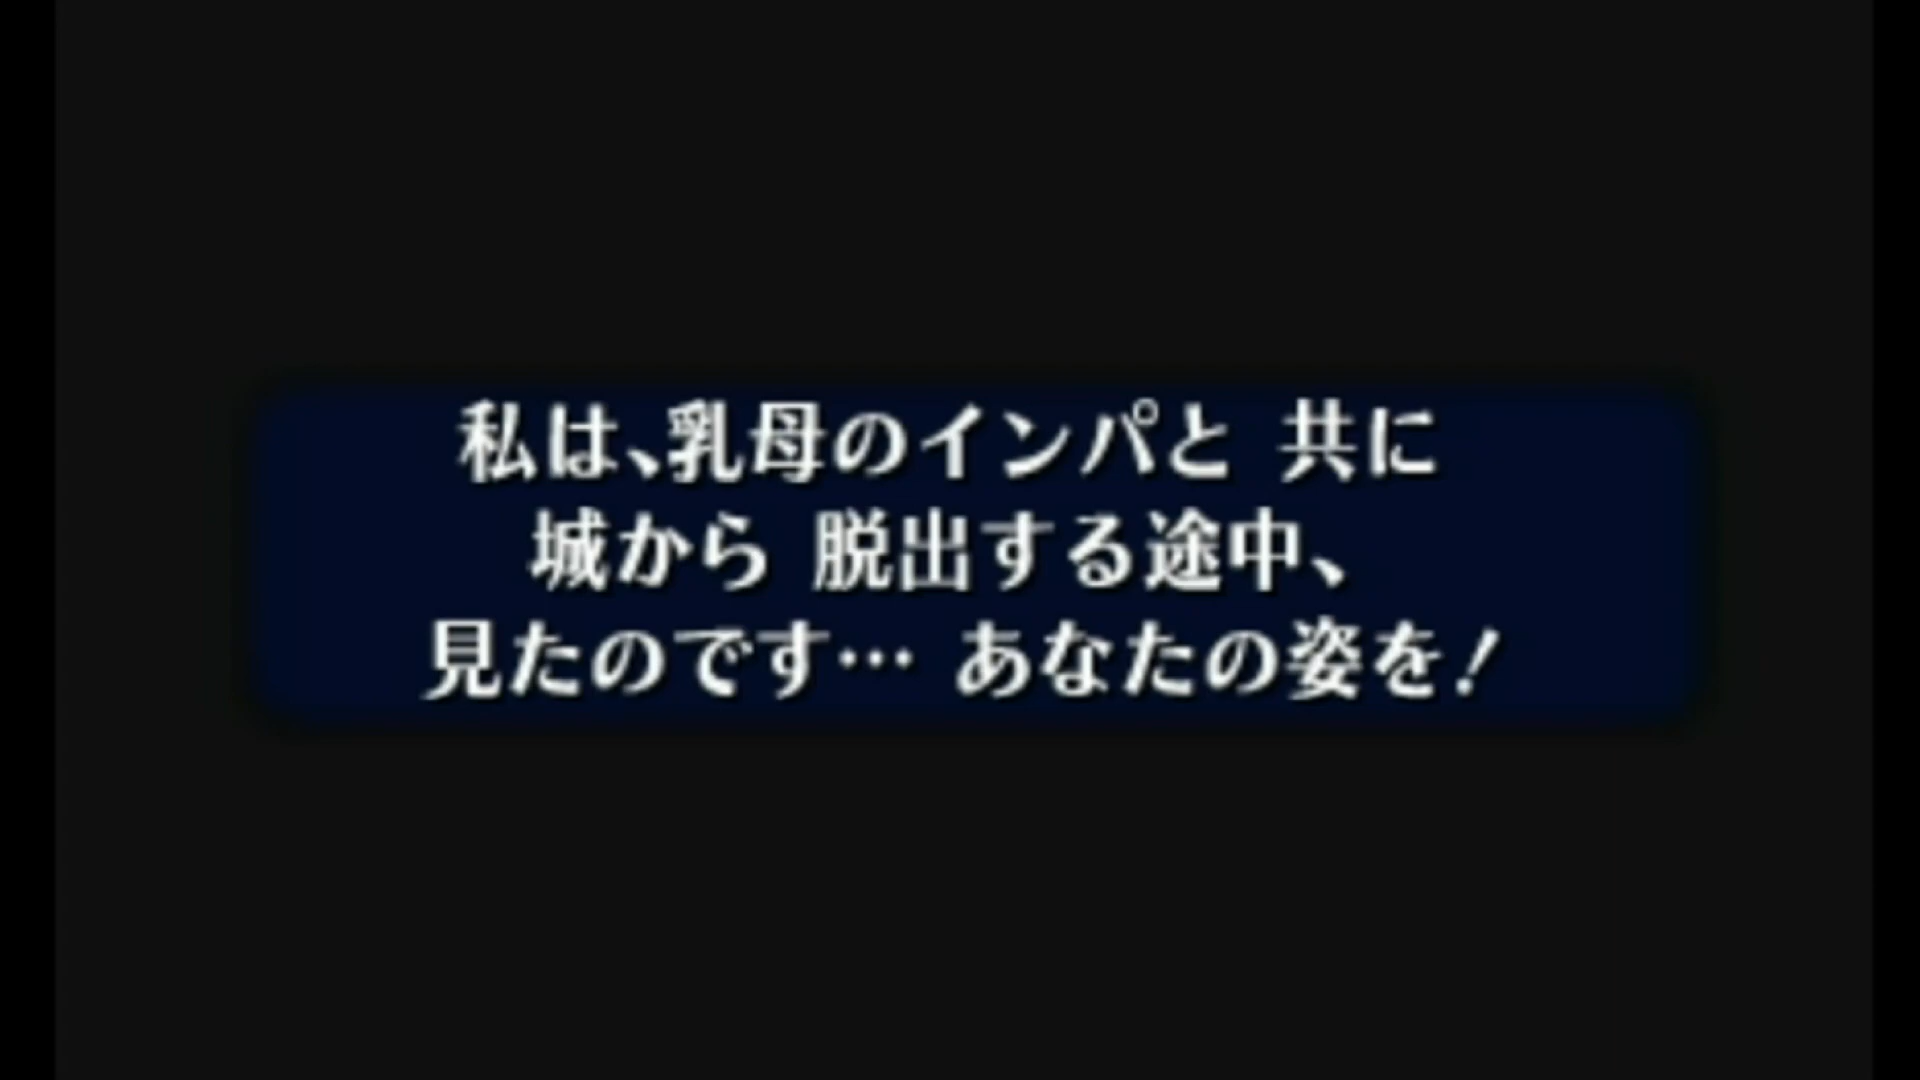 私は、乳母のインパと 共に
城から 脱出する途中、
見たのです… あなたの姿を!